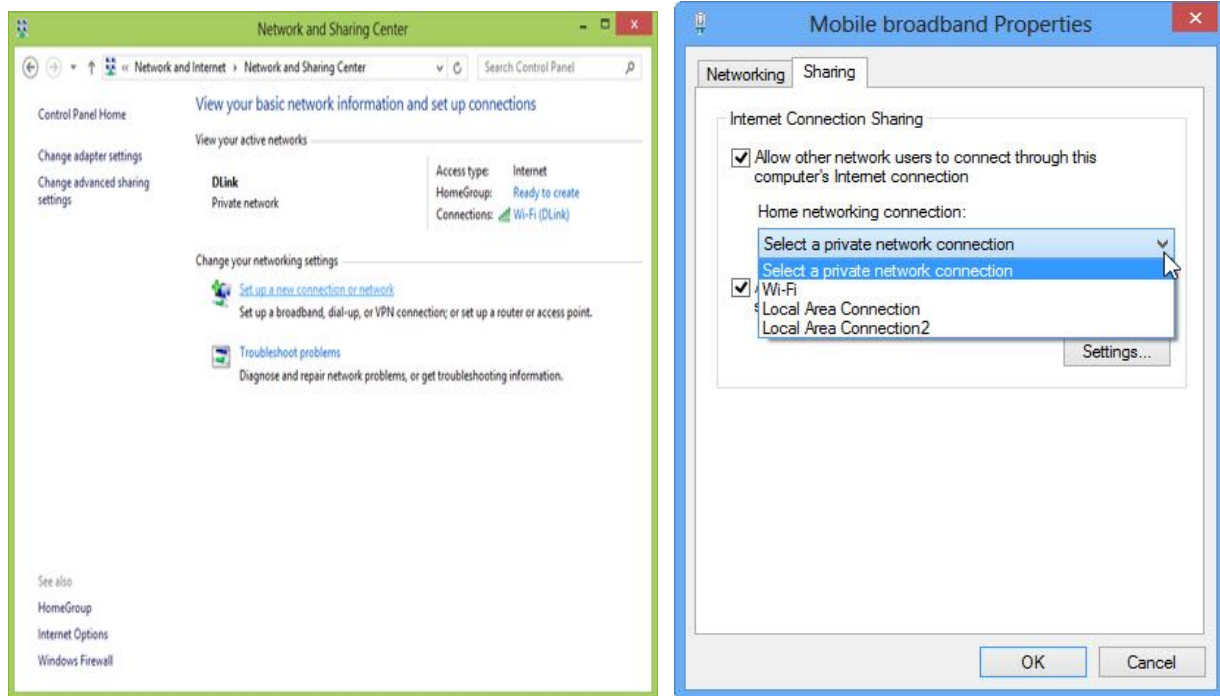 Network and Sharing Center
« Network and Internet › Network and Sharing Center
Search Control Panel
Control Panel Home
Change adapter settings
Change advanced sharing
settings
View your basic network information and set up connections
View your active networks
DLink
Private network
Access type: Internet
HomeGroup: Ready to create
Connections: Wi-Fi (DLink)
Change your networking settings
Set up a new connection or network
Set up a broadband, dial-up, or VPN connection; or set up a router or access point.
Troubleshoot problems
Diagnose and repair network problems, or get troubleshooting information.
See also
HomeGroup
Internet Options
Windows Firewall
Mobile broadband Properties
Networking Sharing
Internet Connection Sharing
Allow other network users to connect through this
computer's Internet connection
Home networking connection:
Select a private network connection
Select a private network connection
Wi-Fi
Local Area Connection
Local Area Connection2
Settings...
OK Cancel